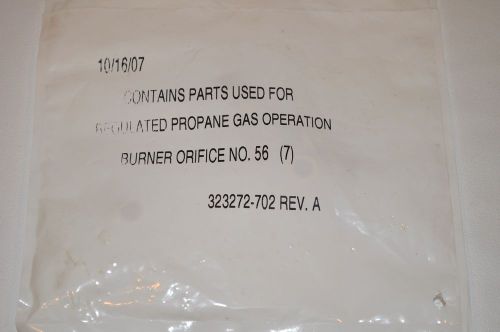 10/16/07
CONTAINS PARTS USED FOR
REGULATED PROPANE GAS OPERATION
BURNER ORIFICE NO. 56 (7)
323272-702 REV. A